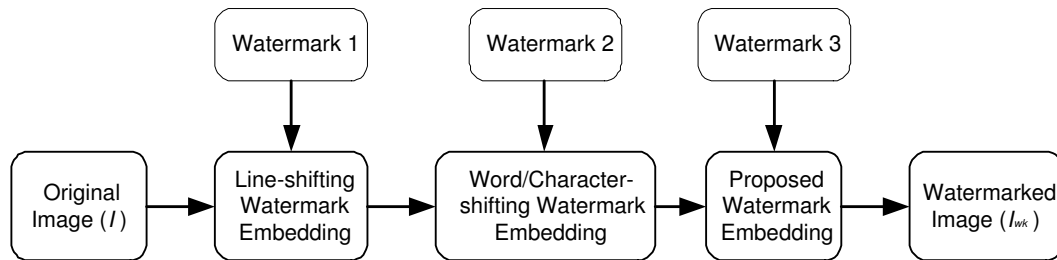 Watermark 1
Watermark 2
Watermark 3
Original
Image (I)
Line-shifting
Watermark
Embedding
Word/Character-
shifting Watermark
Embedding
Proposed
Watermark
Embedding
Watermarked
Image (Iwk)